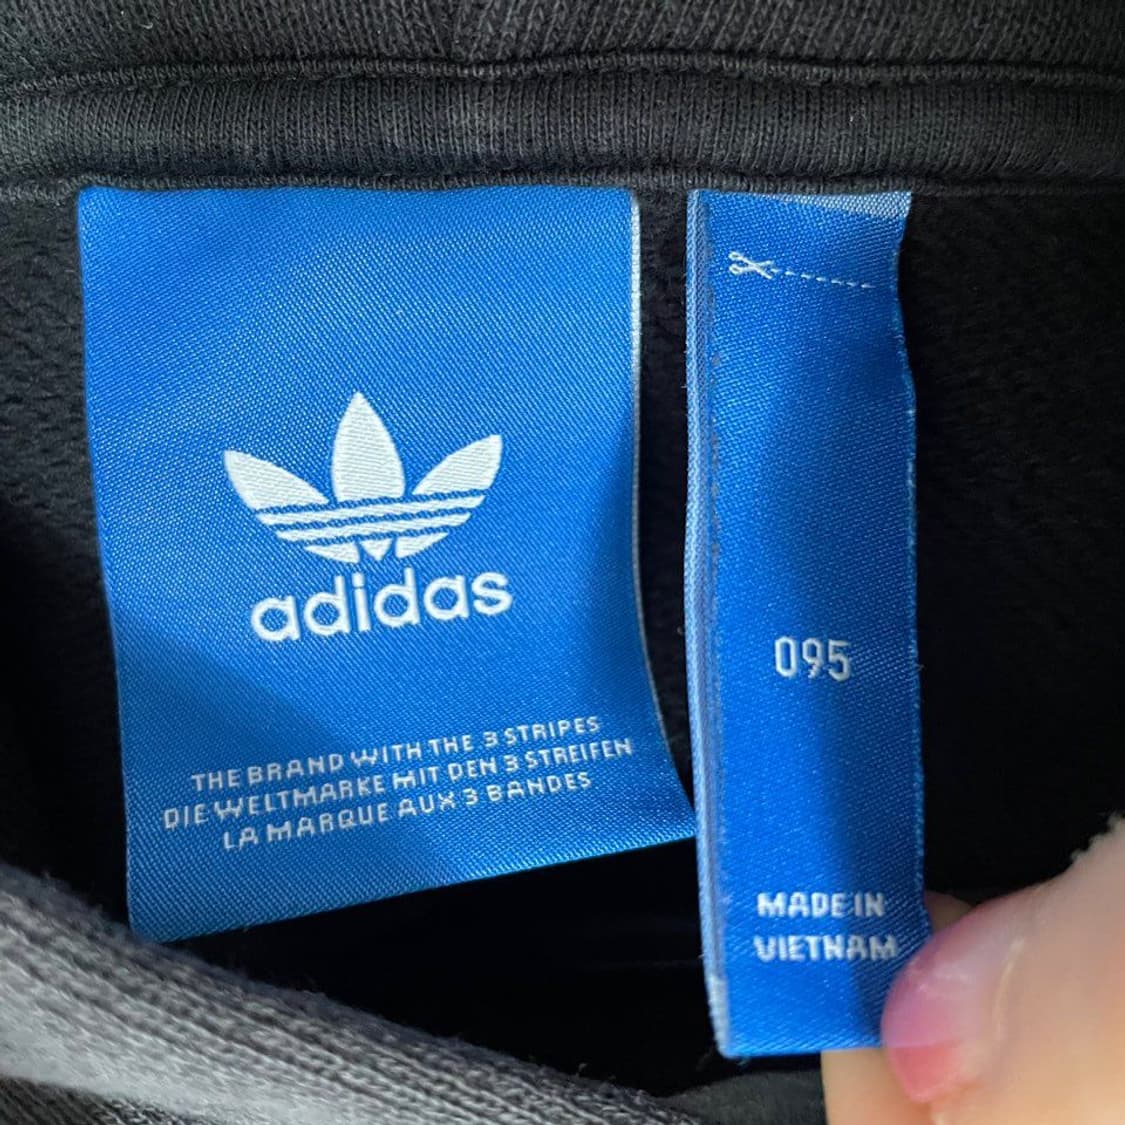 adidas
THE BRAND WITH THE 3 STRIPES
DIE WELTMARKE MIT DEN 3 STREIFEN
LA MARQUE AUX 3 BANDES
095
MADE IN
VIETNAM